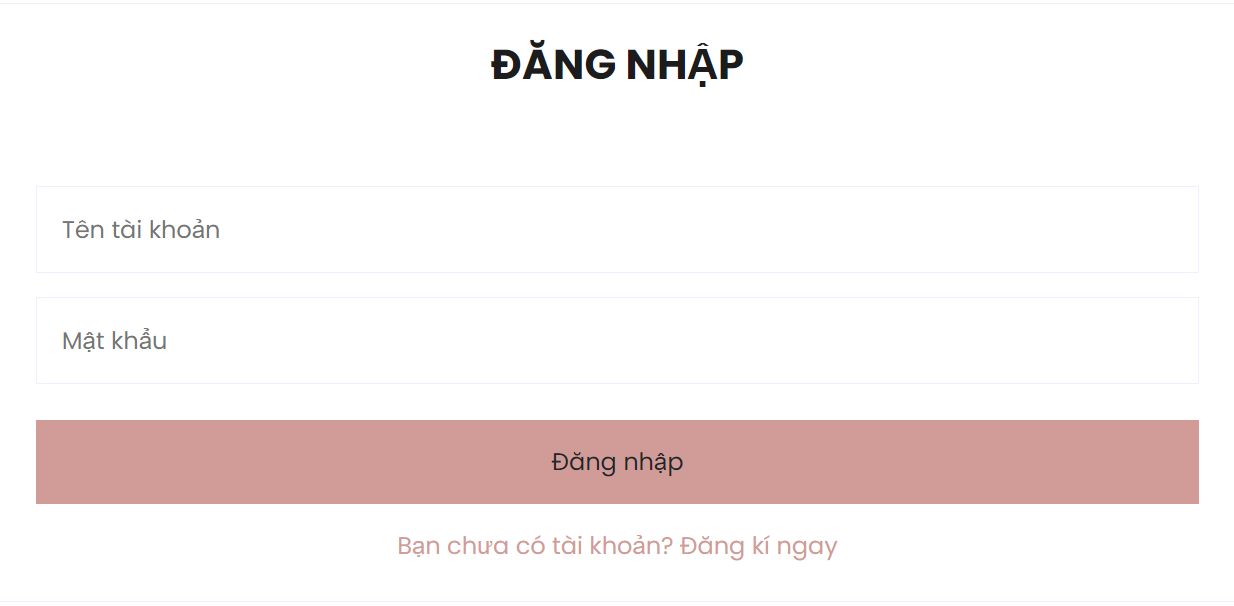 ĐĂNG NHẬP
Tên tài khoản
Mật khẩu
Đăng nhập
Bạn chưa có tài khoản? Đăng kí ngay